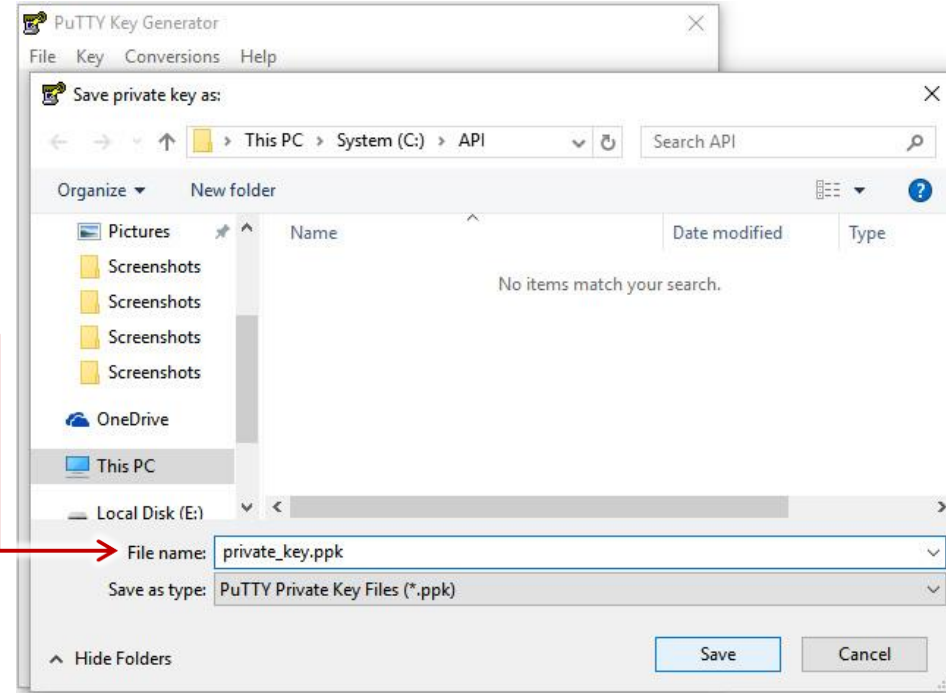 PuTTY Key Generator
File Key Conversions Help
Save private key as:
This PC > System (C:) > API
Search API
Organize
New folder
Name
Date modified
Type
Pictures
Screenshots
Screenshots
Screenshots
Screenshots
OneDrive
This PC
Local Disk (E:)
No items match your search.
File name: private_key.ppk
Save as type: PuTTY Private Key Files (*.ppk)
Hide Folders
Save
Cancel